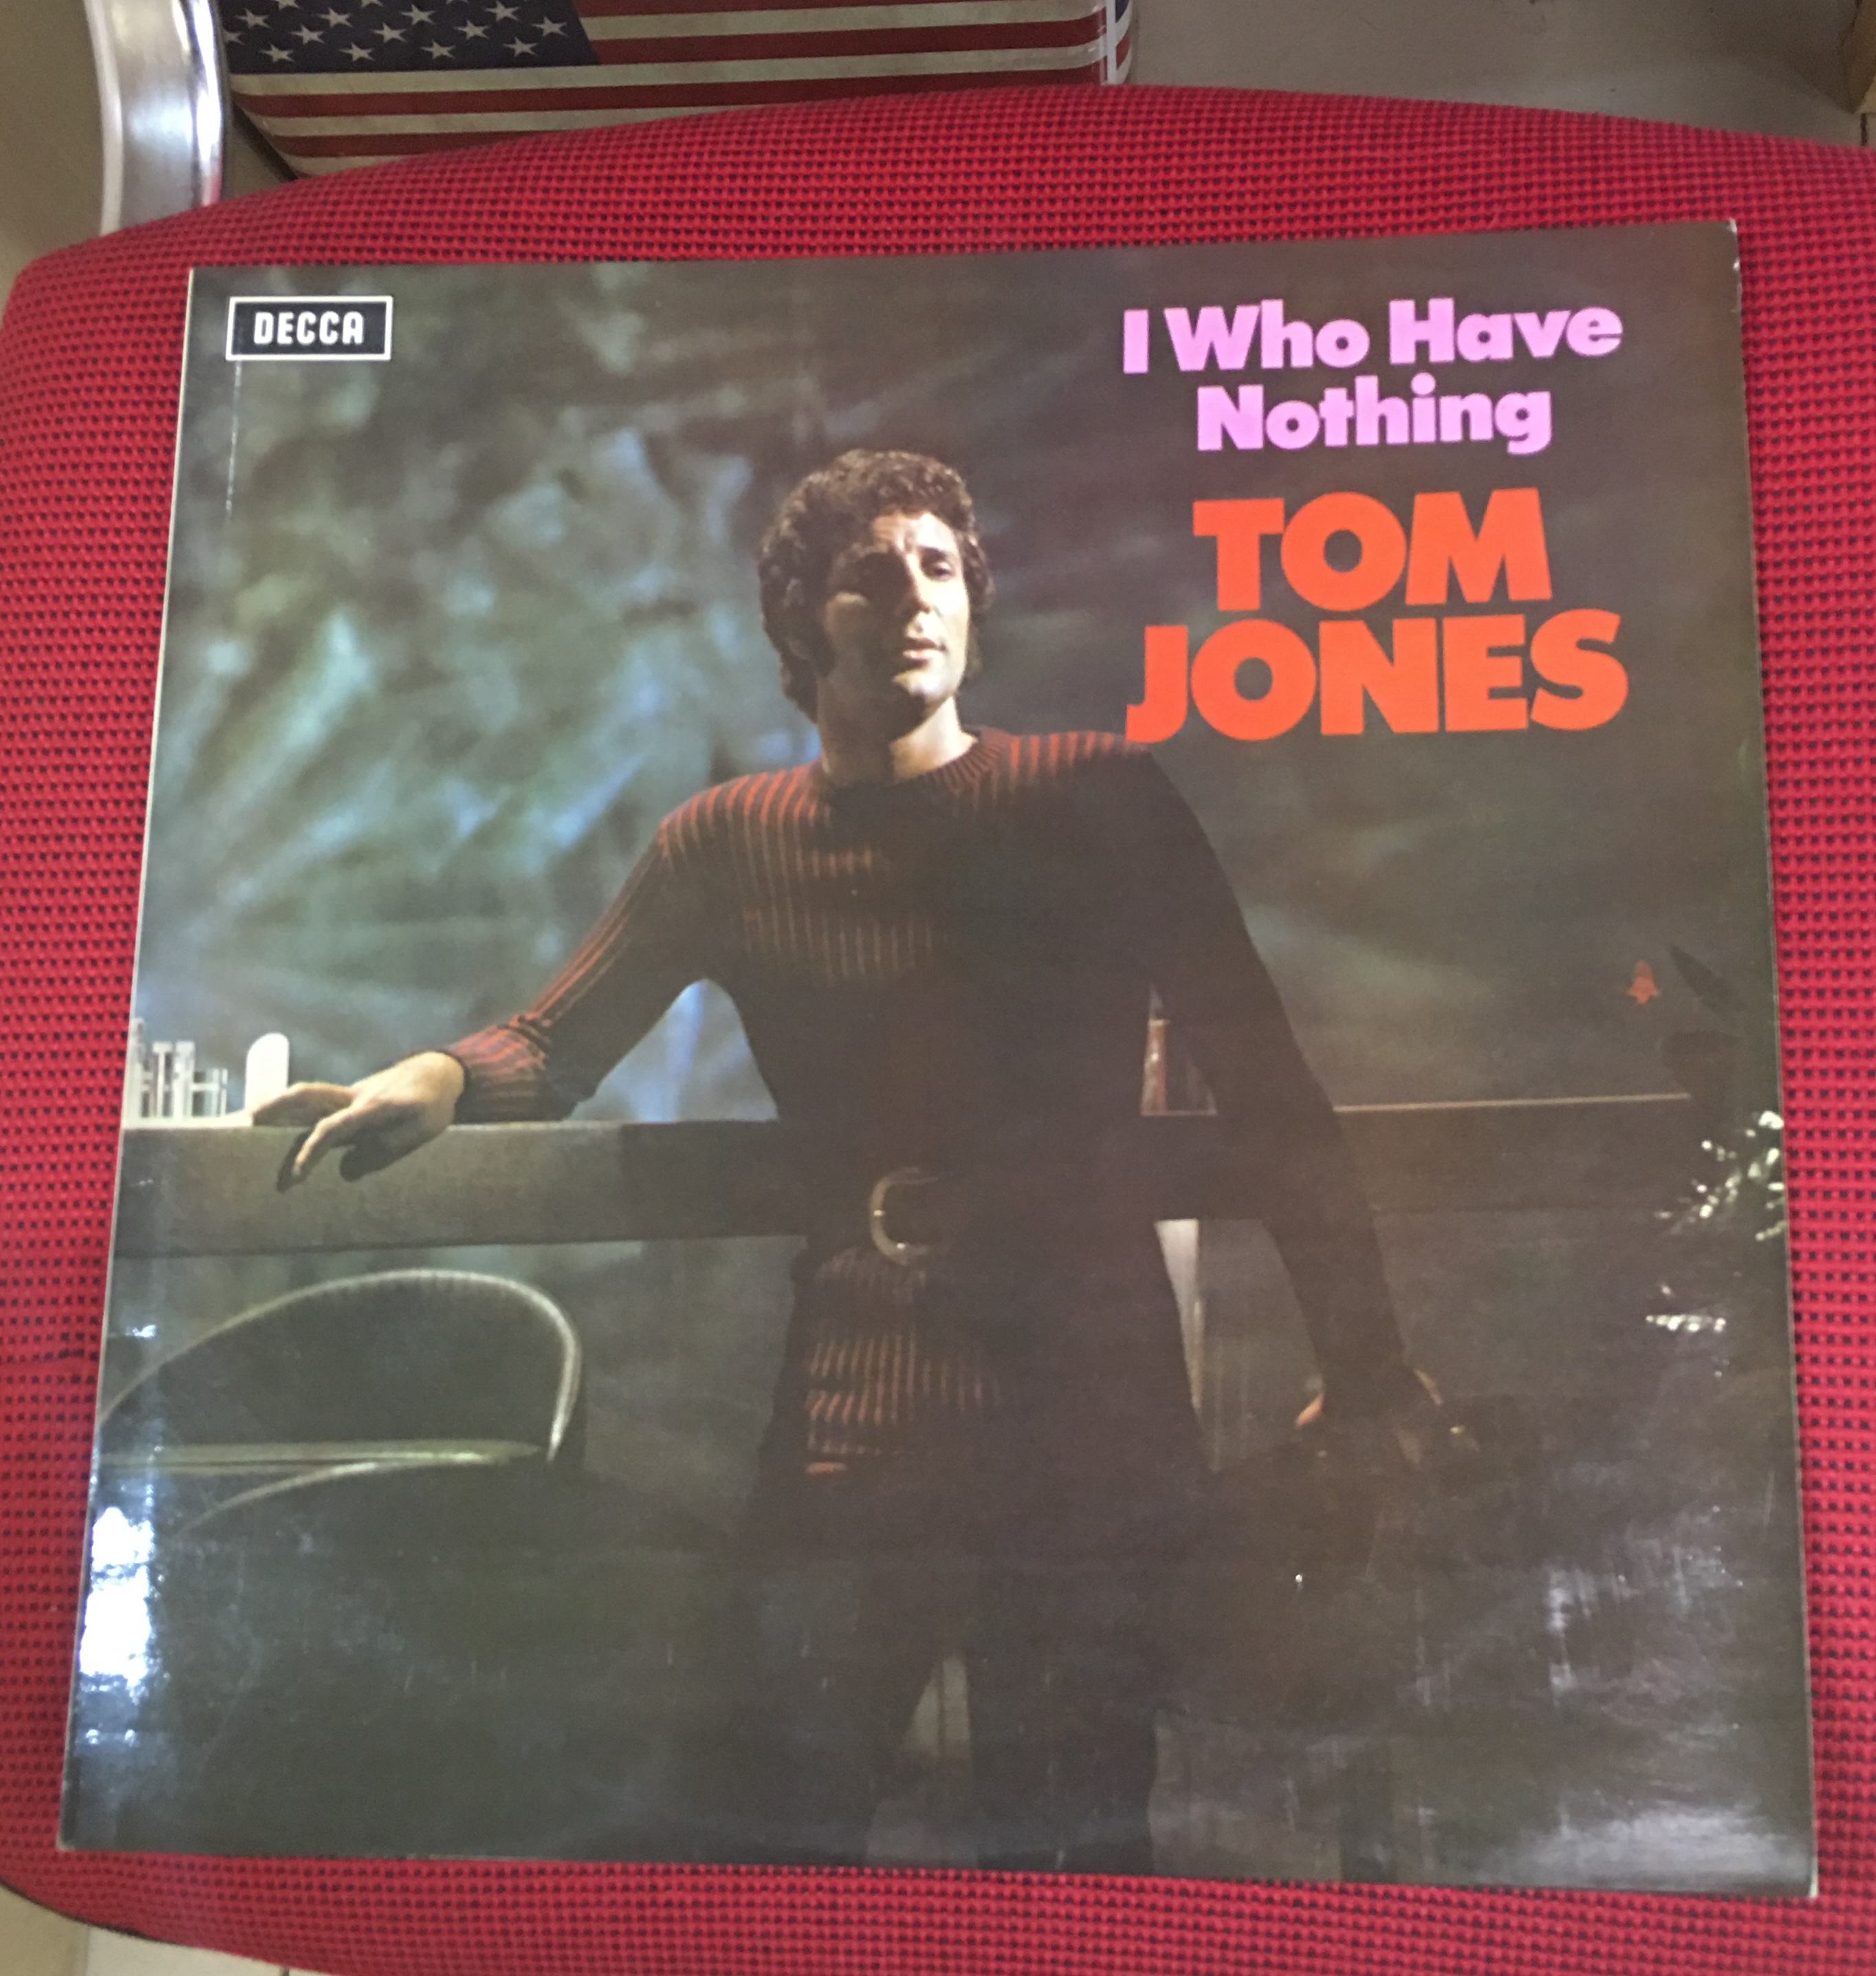 DECCA
I Who Have
Nothing
TOM
JONES